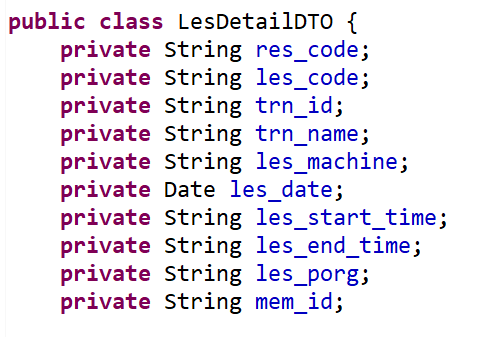 public class LesDetailDTO {
private String res_code;
private String les_code;
private String trn_id;
private String trn_name;
private String les_machine;
private Date les_date;
private String les_start_time;
private String les_end_time;
private String les_porg;
private String mem_id;